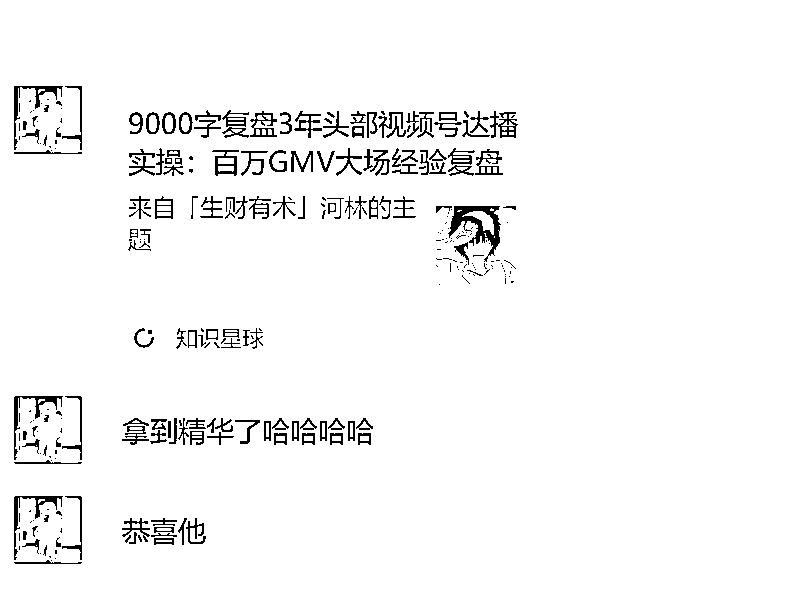 9000字复盘3年头部视频号达播
实操：百万GMV大场经验复盘
来自「生财有术」河林的主
题
知识星球
拿到精华了哈哈哈哈
恭喜他